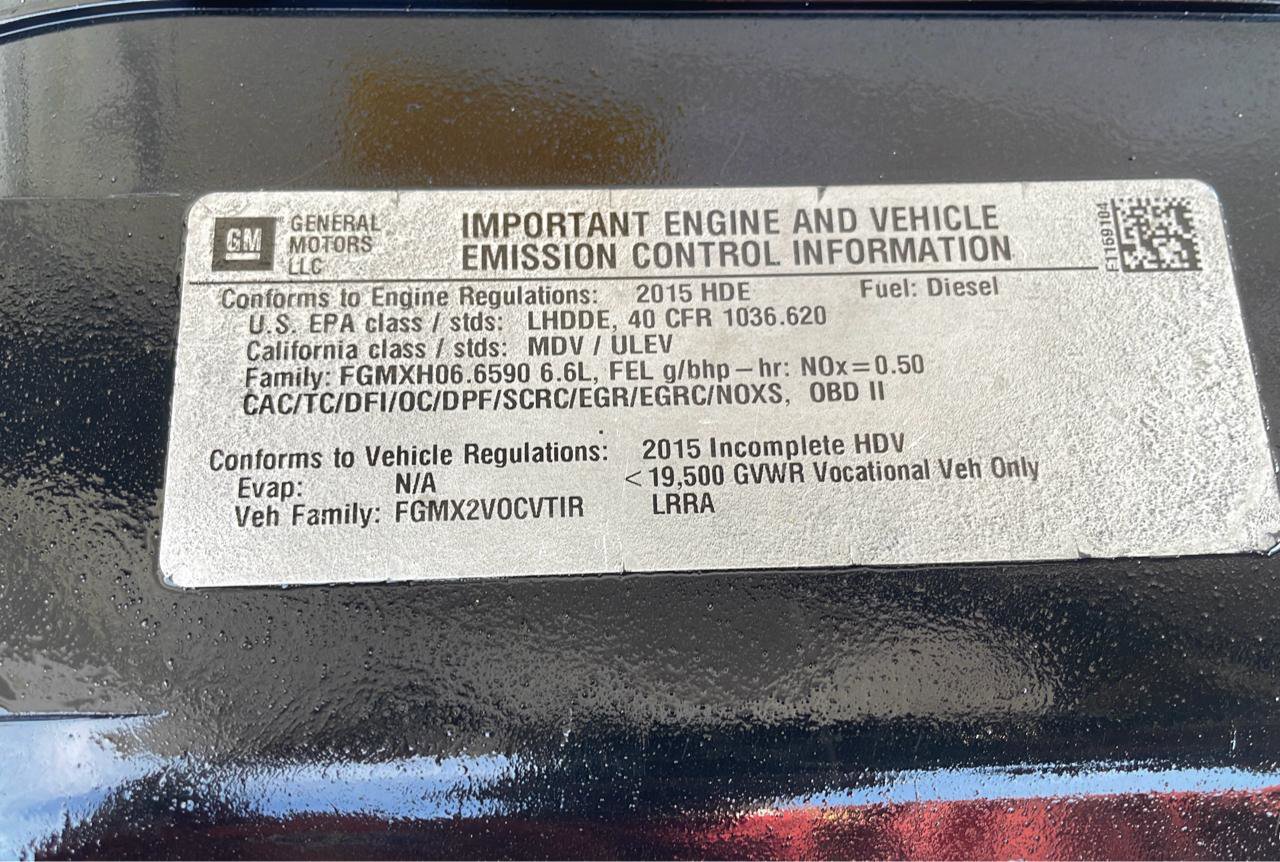 GM
GENERAL
MOTORS
LLC
IMPORTANT ENGINE AND VEHICLE
EMISSION CONTROL INFORMATION
E1169104
Conforms to Engine Regulations: 2015 HDE Fuel: Diesel
U.S. EPA class / stds: LHDDE, 40 CFR 1036.620
California class / stds: MDV / ULEV
Family: FGMXH06.6590 6.6L, FEL g/bhp-hr: NOx=0.50
CAC/TC/DFI/OC/DPF/SCRC/EGR/EGRC/NOXS, OBD II
Conforms to Vehicle Regulations: 2015 Incomplete HDV
Evap: N/A <19,500 GVWR Vocational Veh Only
Veh Family: FGMX2VOCVTIR LRRA